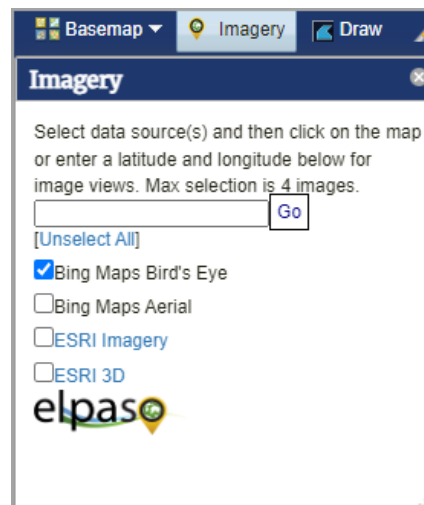 Basemap Imagery Draw
Imagery
Select data source(s) and then click on the map
or enter a latitude and longitude below for
image views. Max selection is 4 images.
Go
[Unselect All]
Bing Maps Bird's Eye
Bing Maps Aerial
ESRI Imagery
ESRI 3D
elpaso